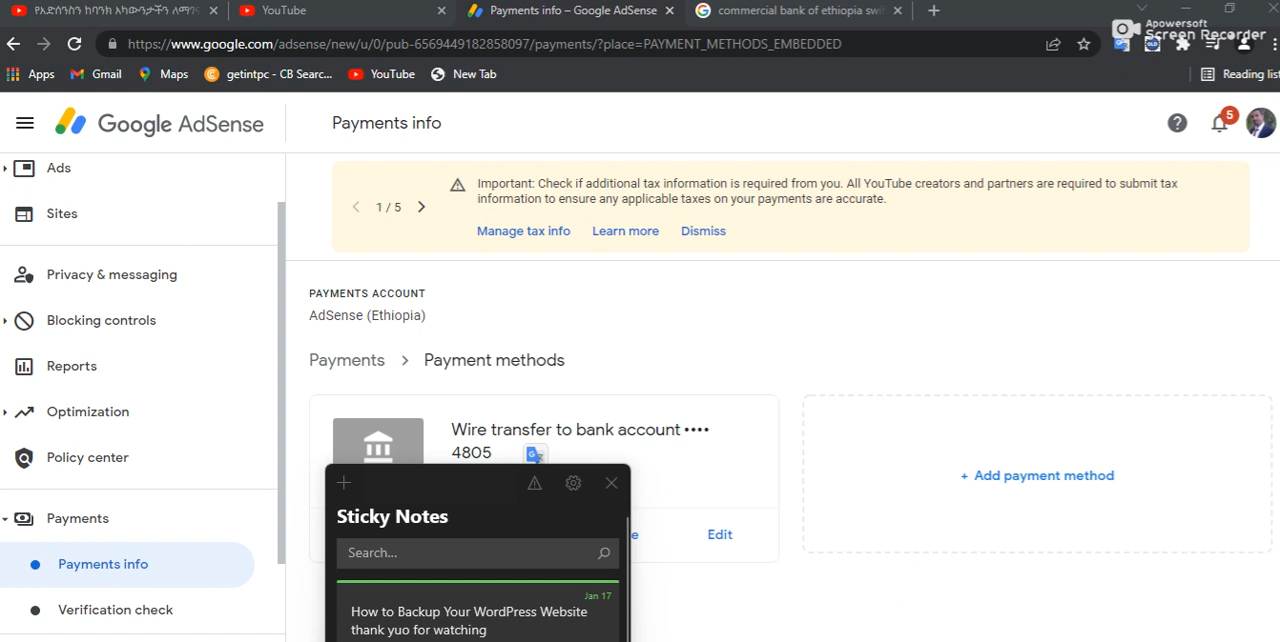 የአድሰንስ ከባንክ አካውንታችን ለማገ
YouTube
Payments info – Google AdSense
commercial bank of ethiopia swi
Apowersoft
Screen Recorder
https://www.google.com/adsense/new/u/0/pub-6569449182858097/payments/?place=PAYMENT_METHODS_EMBEDDED
Apps
Gmail
Maps
getintpc - CB Searc...
YouTube
New Tab
Reading list
Google AdSense
Payments info
5
Ads
Sites
Privacy & messaging
Blocking controls
Reports
Optimization
Policy center
Payments
Payments info
Verification check
1 / 5
Important: Check if additional tax information is required from you. All YouTube creators and partners are required to submit tax
information to ensure any applicable taxes on your payments are accurate.
Manage tax info
Learn more
Dismiss
PAYMENTS ACCOUNT
AdSense (Ethiopia)
Payments > Payment methods
Wire transfer to bank account ••••
4805
Edit
+ Add payment method
Sticky Notes
Search...
Jan 17
How to Backup Your WordPress Website
thank yuo for watching